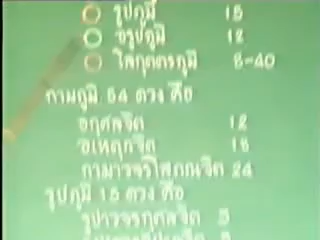 รูปภูมิ 15
อรูปภูมิ 12
โลกุตตรภูมิ 8-40
กามภูมิ 54 ดวง คือ
อกุศลจิต 12
อเหตุกจิต 18
กามาวจรโสภณจิต 24
รูปภูมิ 15 ดวง คือ
รูปาวจรกุศลจิต 5